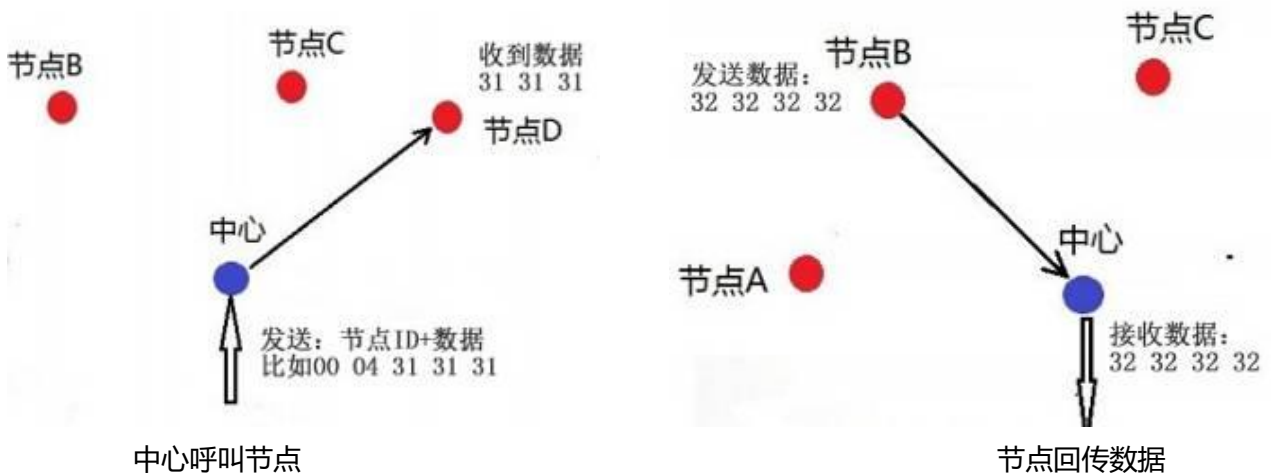 节点B
节点C
收到数据
31 31 31
节点D
中心
发送：节点ID+数据
比如00 04 31 31 31
中心呼叫节点
节点C
节点B
发送数据：
32 32 32 32
中心
节点A
接收数据：
32 32 32 32
节点回传数据